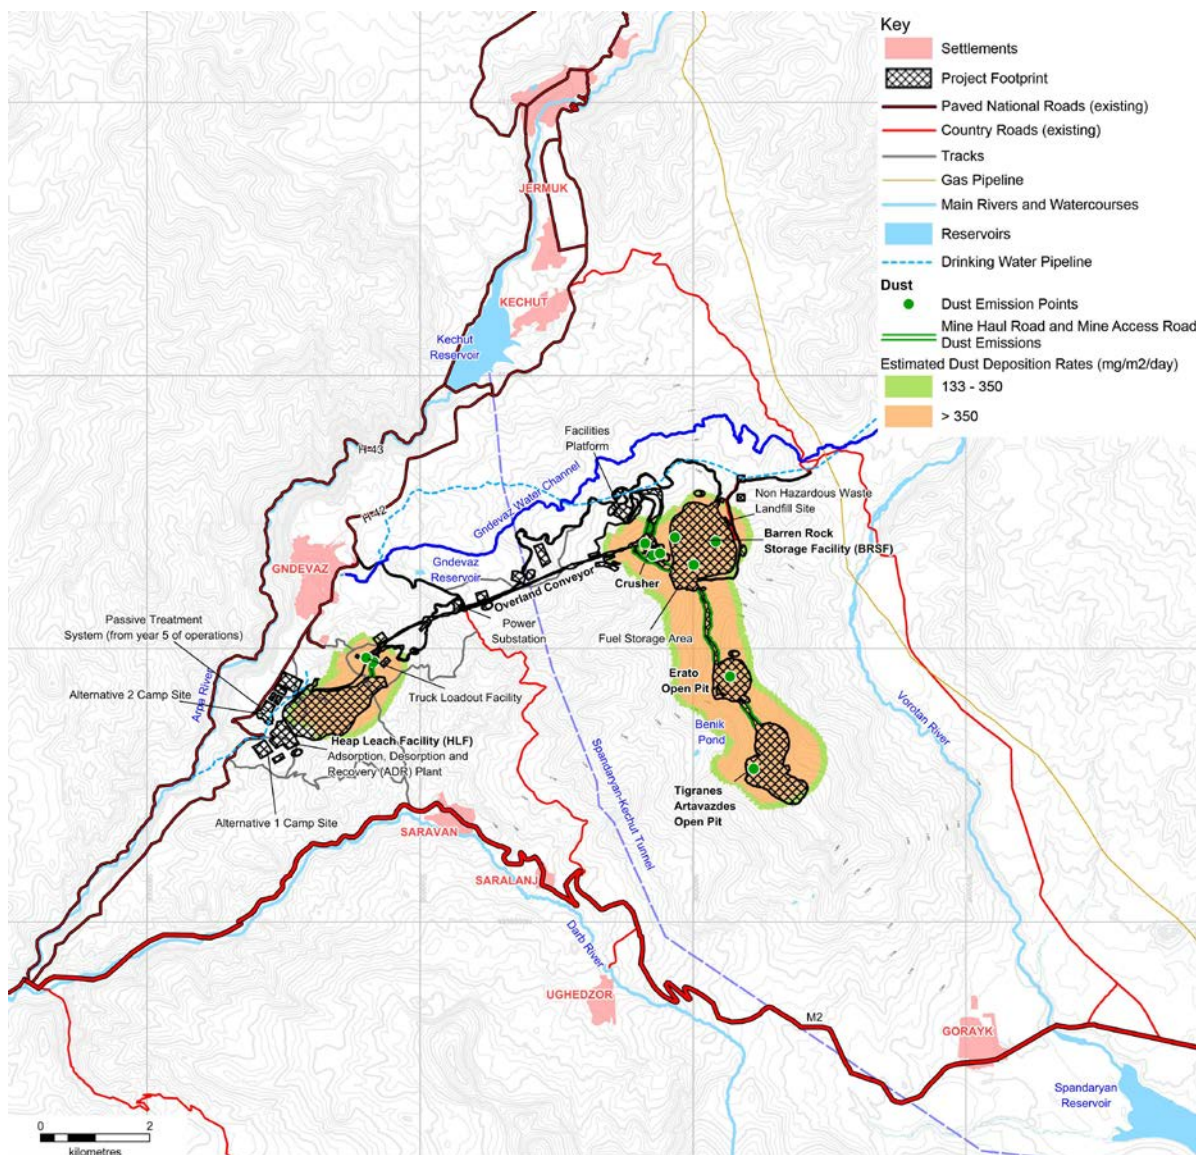 Key
Settlements
Project Footprint
Paved National Roads (existing)
Country Roads (existing)
Tracks
Gas Pipeline
Main Rivers and Watercourses
Reservoirs
Drinking Water Pipeline
Dust
Dust Emission Points
Mine Haul Road and Mine Access Road
Dust Emissions
Estimated Dust Deposition Rates (mg/m2/day)
133 - 350
> 350
JERMUK
KECHUT
Kechut
Reservoir
H-43
H-42
Facilities
Platform
Gndevaz Water Channel
Non Hazardous Waste
Landfill Site
Barren Rock
Storage Facility (BRSF)
GNDEVAZ
Gndevaz
Reservoir
Overland Conveyor
Crusher
Passive Treatment
System (from year 5 of operations)
Power
Substation
Fuel Storage Area
Alternative 2 Camp Site
Arpa River
Truck Loadout Facility
Erato
Open Pit
Benik
Pond
Vorotan River
Heap Leach Facility (HLF)
Adsorption, Desorption and
Recovery (ADR) Plant
Spandaryan-Kechut Tunnel
Tigranes
Artavazdes
Open Pit
Alternative 1 Camp Site
SARAVAN
SARALANJ
Darb River
UGHEDZOR
M2
GORAYK
Spandaryan
Reservoir
0 2
kilometres